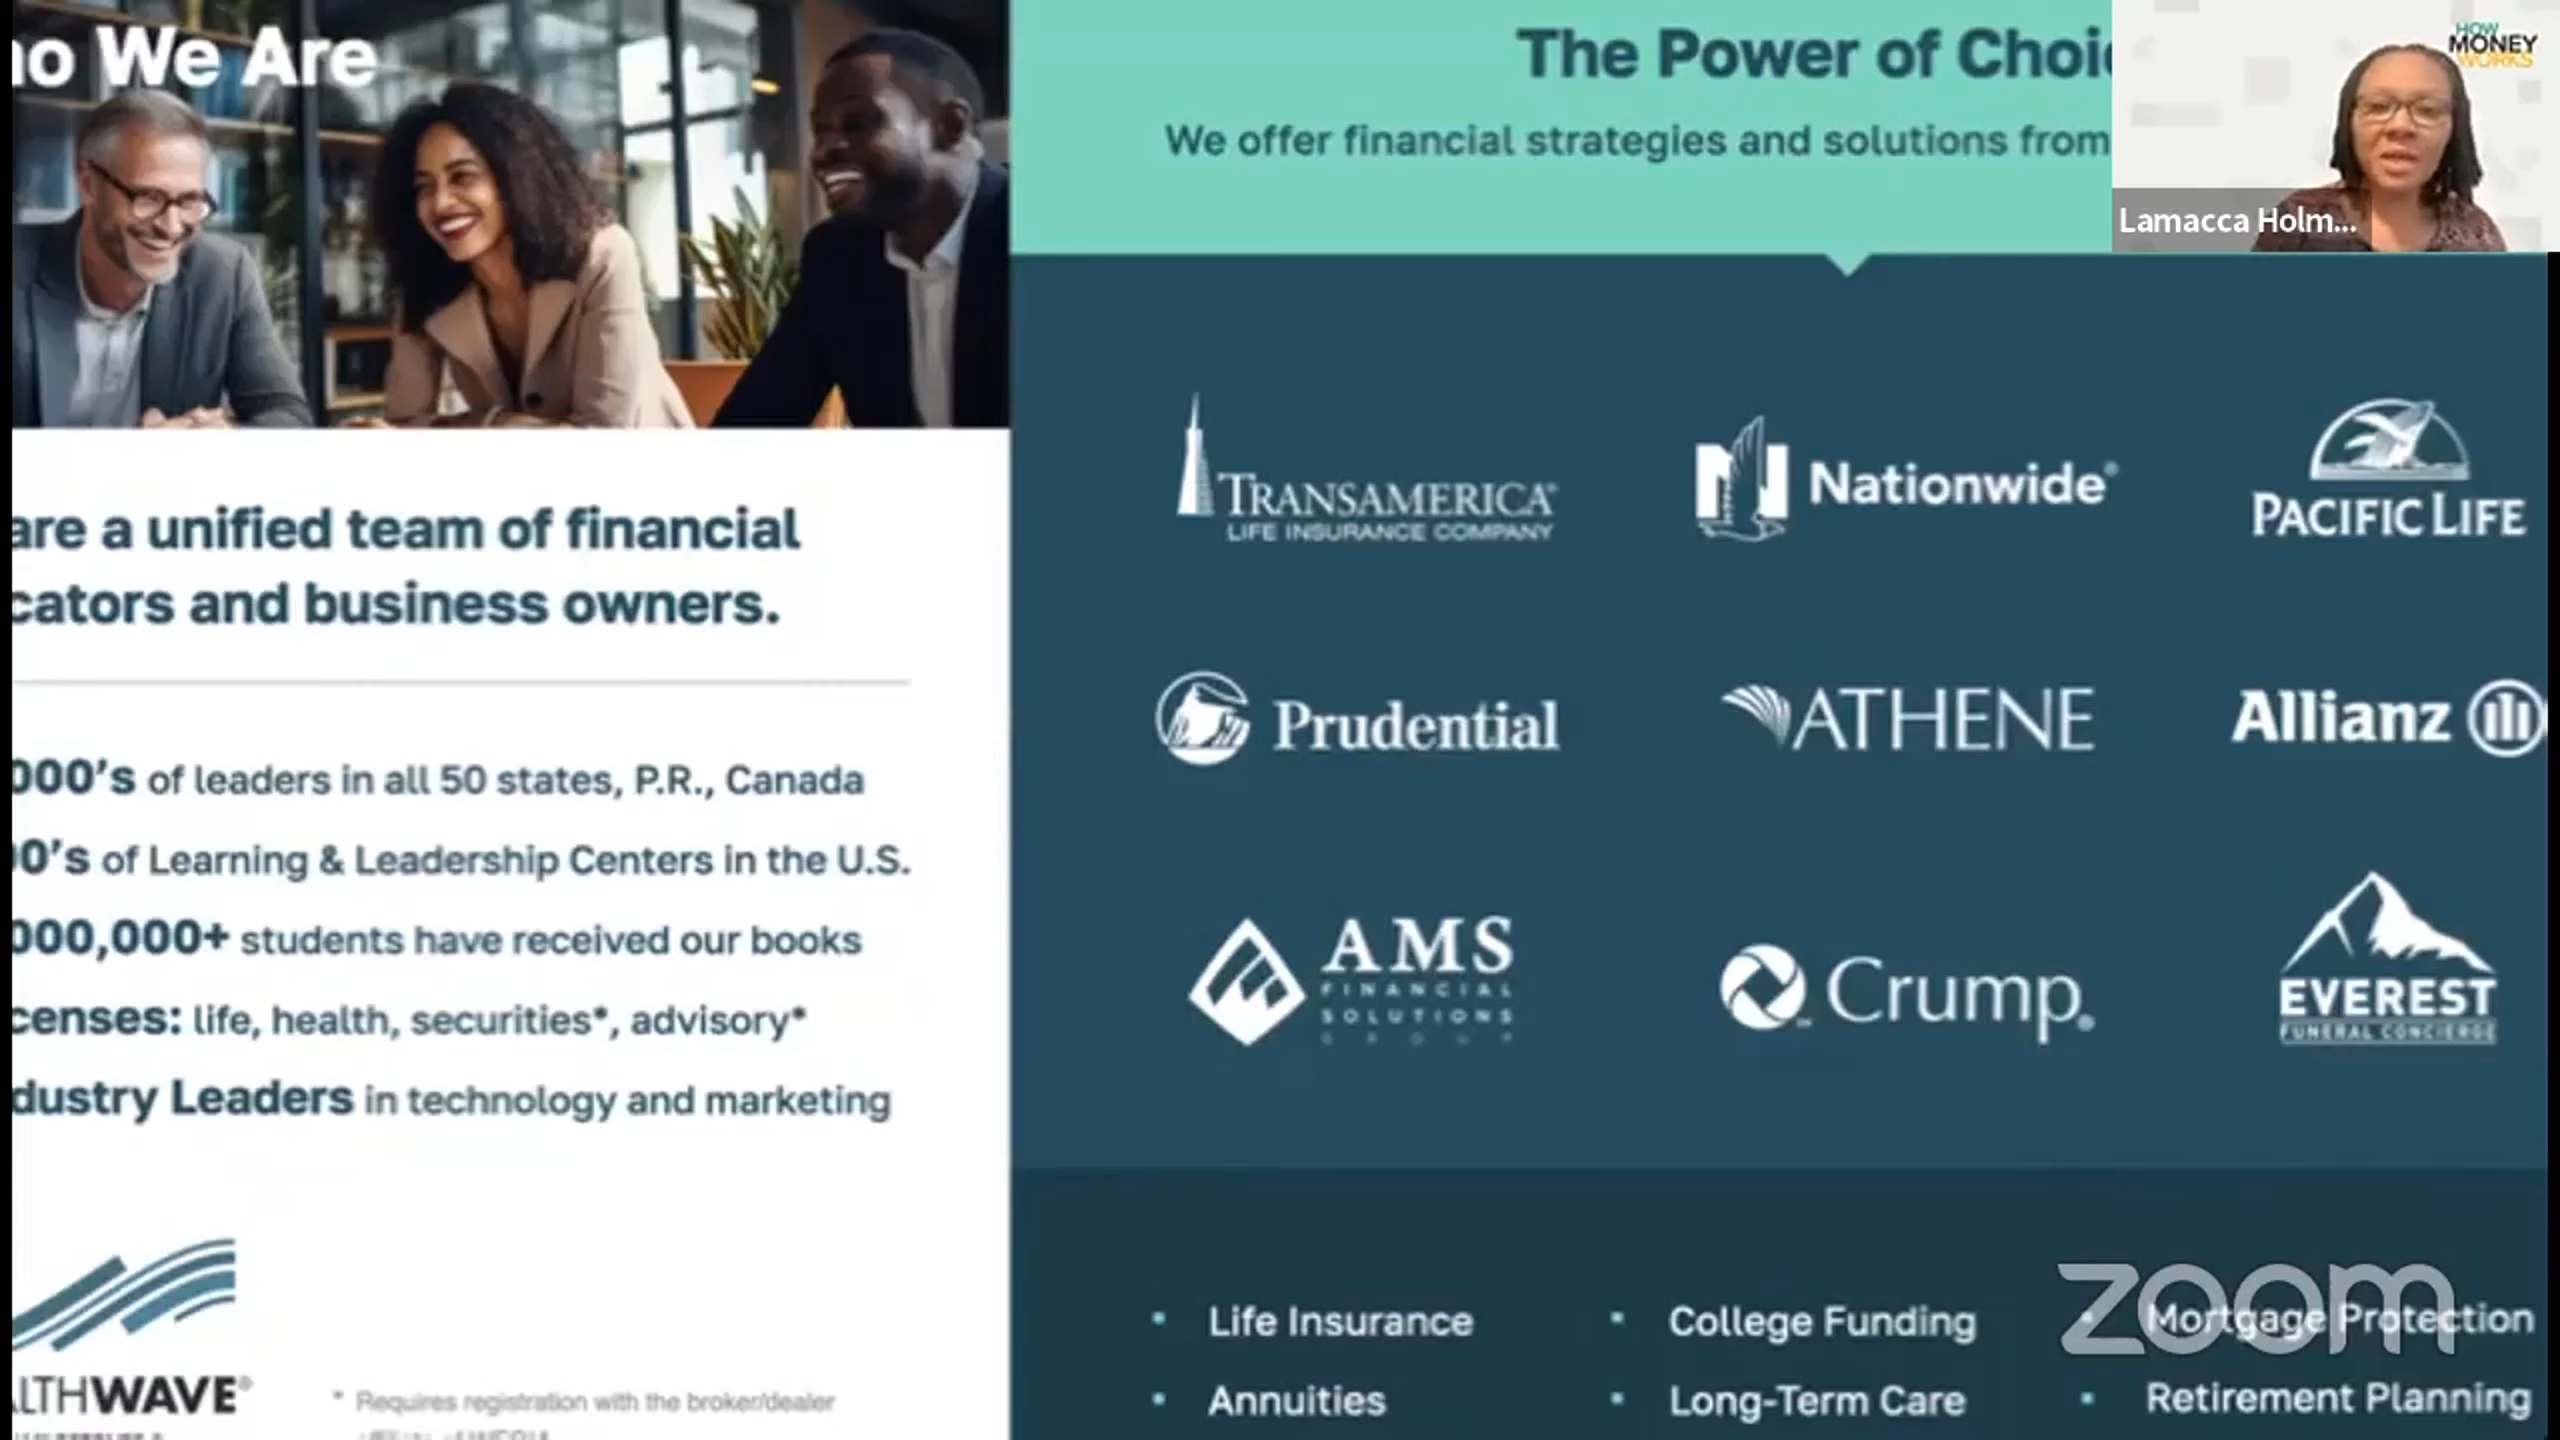 o We Are
are a unified team of financial
cators and business owners.
000's of leaders in all 50 states, P.R., Canada
0's of Learning & Leadership Centers in the U.S.
000,000+ students have received our books
censes: life, health, securities*, advisory*
dustry Leaders in technology and marketing
LTHWAVE®
* Requires registration with the broker/dealer
The Power of Choi
We offer financial strategies and solutions from
HOW
MONEY
WORKS
Lamacca Holm...
TRANSAMERICA®
LIFE INSURANCE COMPANY
Nationwide®
PACIFIC LIFE
Prudential
ATHENE
Allianz
AMS
FINANCIAL
SOLUTIONS
GROUP
Crump®
EVEREST
FUNERAL CONCIERGE
▪ Life Insurance
▪ College Funding
▪ Mortgage Protection
▪ Annuities
▪ Long-Term Care
▪ Retirement Planning
zoom